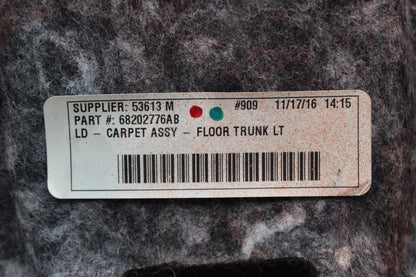 SUPPLIER: 53613 M #909 11/17/16 14:15
PART #: 68202776AB
LD - CARPET ASSY - FLOOR TRUNK LT